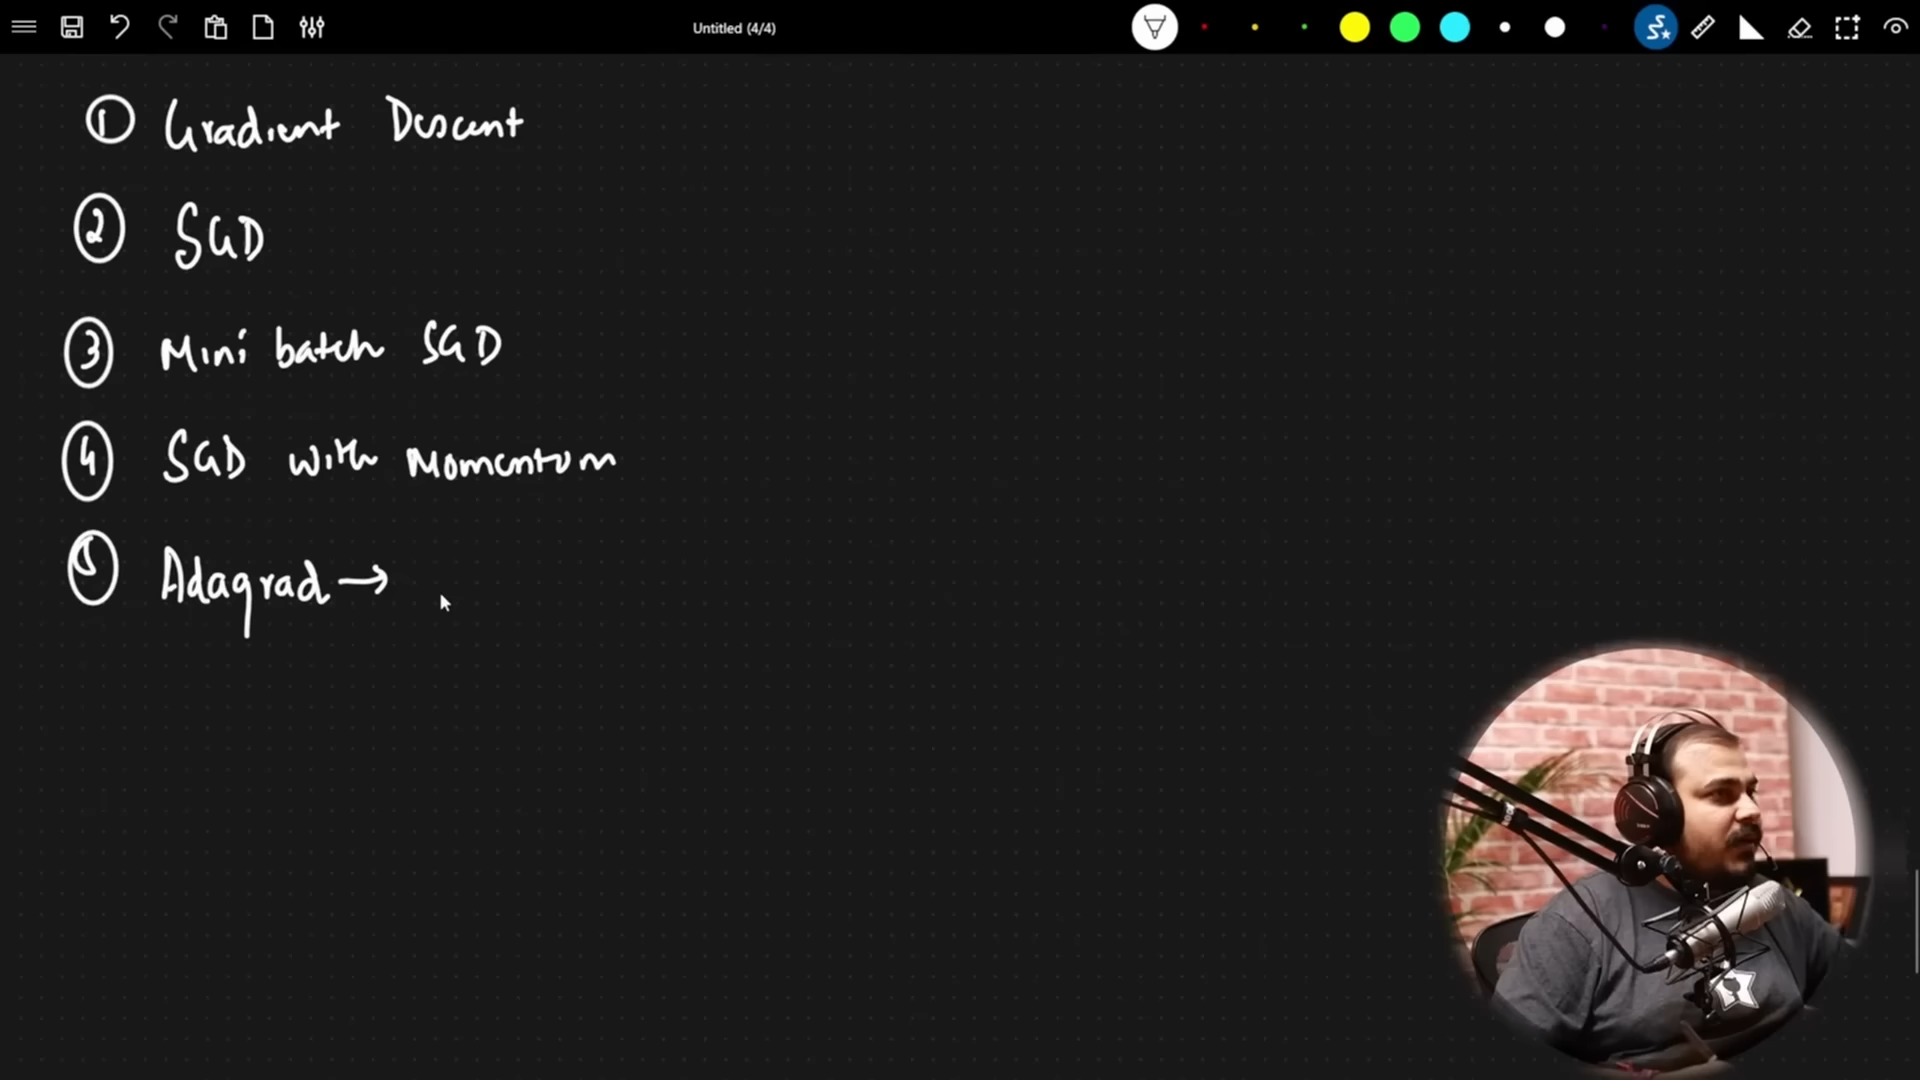 Untitled (4/4)
① Gradient Descent
② SGD
③ Mini batch SGD
④ SGD with Momentum
⑤ Adagrad →